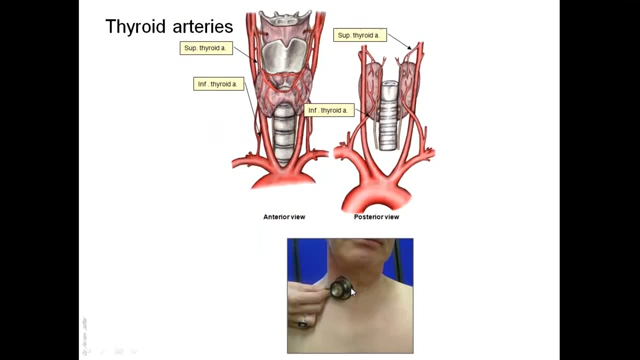 Thyroid arteries
Sup. thyroid a.
Inf. thyroid a.
Sup. thyroid a.
Inf. thyroid a.
Anterior view
Posterior view